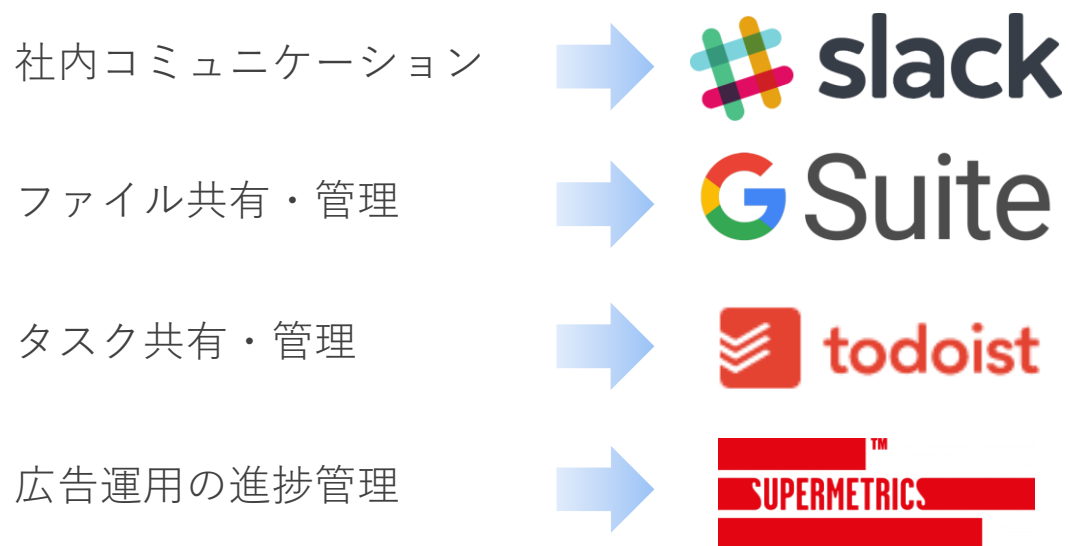 社内コミュニケーション
slack
ファイル共有・管理
G Suite
タスク共有・管理
todoist
広告運用の進捗管理
SUPERMETRICS™